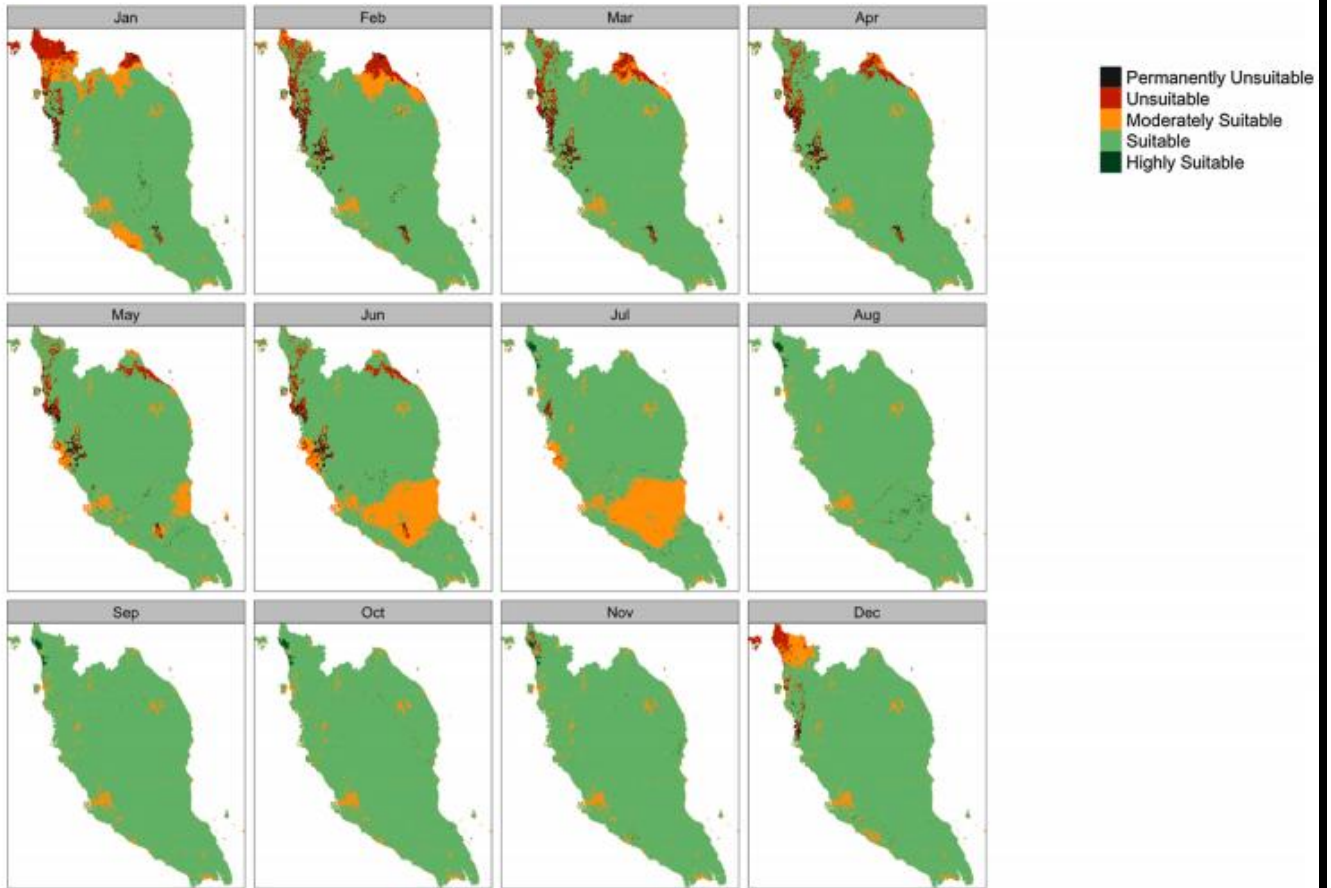 Jan
Feb
Mar
Apr
Permanently Unsuitable
Unsuitable
Moderately Suitable
Suitable
Highly Suitable
May
Jun
Jul
Aug
Sep
Oct
Nov
Dec